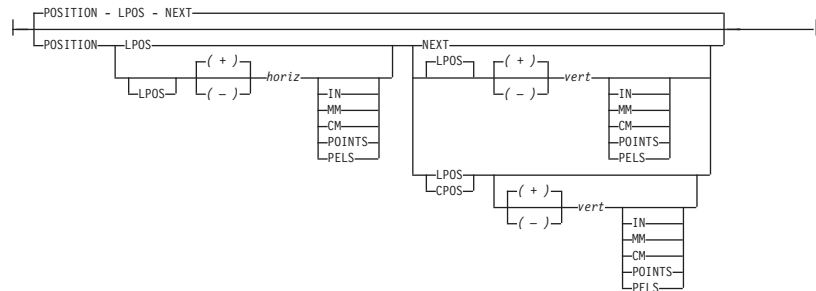 POSITION - LPOS - NEXT
POSITION LPOS NEXT
LPOS ( + ) horiz LPOS ( + ) vert
( – ) IN ( – ) IN
MM MM
CM CM
POINTS POINTS
PELS PELS
LPOS
CPOS ( + ) vert
( – ) IN
MM
CM
POINTS
PELS